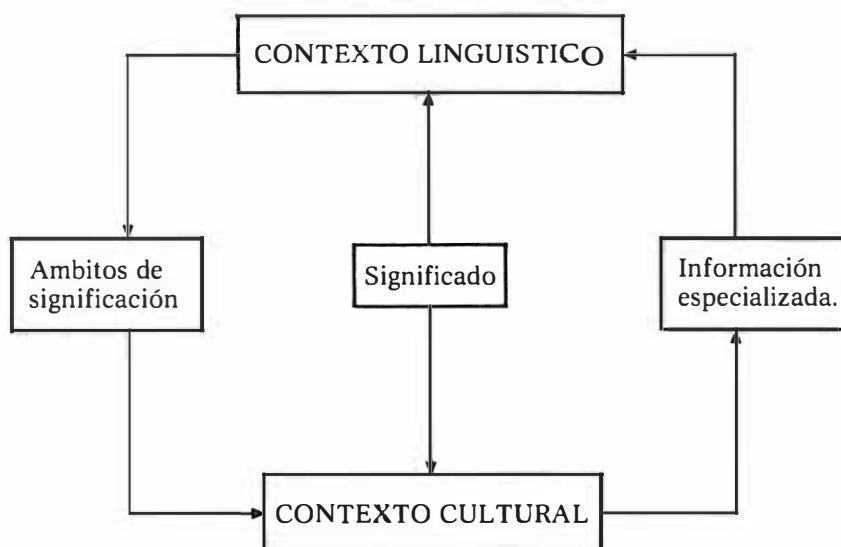 CONTEXTO LINGUISTICO
Ambitos de
significación
Significado
Información
especializada.
CONTEXTO CULTURAL